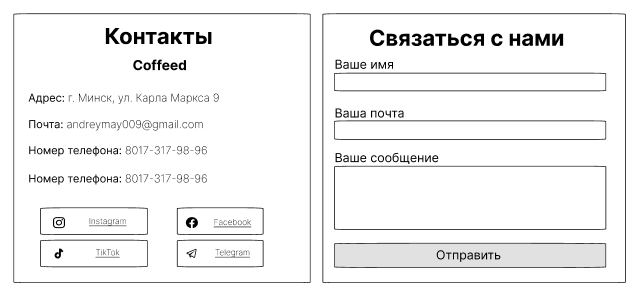 Контакты
Coffeed
Адрес: г. Минск, ул. Карла Маркса 9
Почта: andreymay009@gmail.com
Номер телефона: 8017-317-98-96
Номер телефона: 8017-317-98-96
Instagram
Facebook
TikTok
Telegram
Связаться с нами
Ваше имя
Ваша почта
Ваше сообщение
Отправить